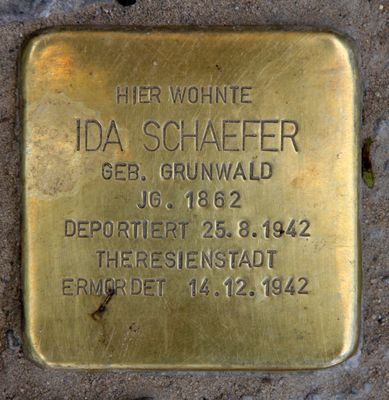 HIER WOHNTE
IDA SCHAEFER
GEB. GRUNWALD
JG. 1862
DEPORTIERT 25.8.1942
THERESIENSTADT
ERMORDET 14.12.1942